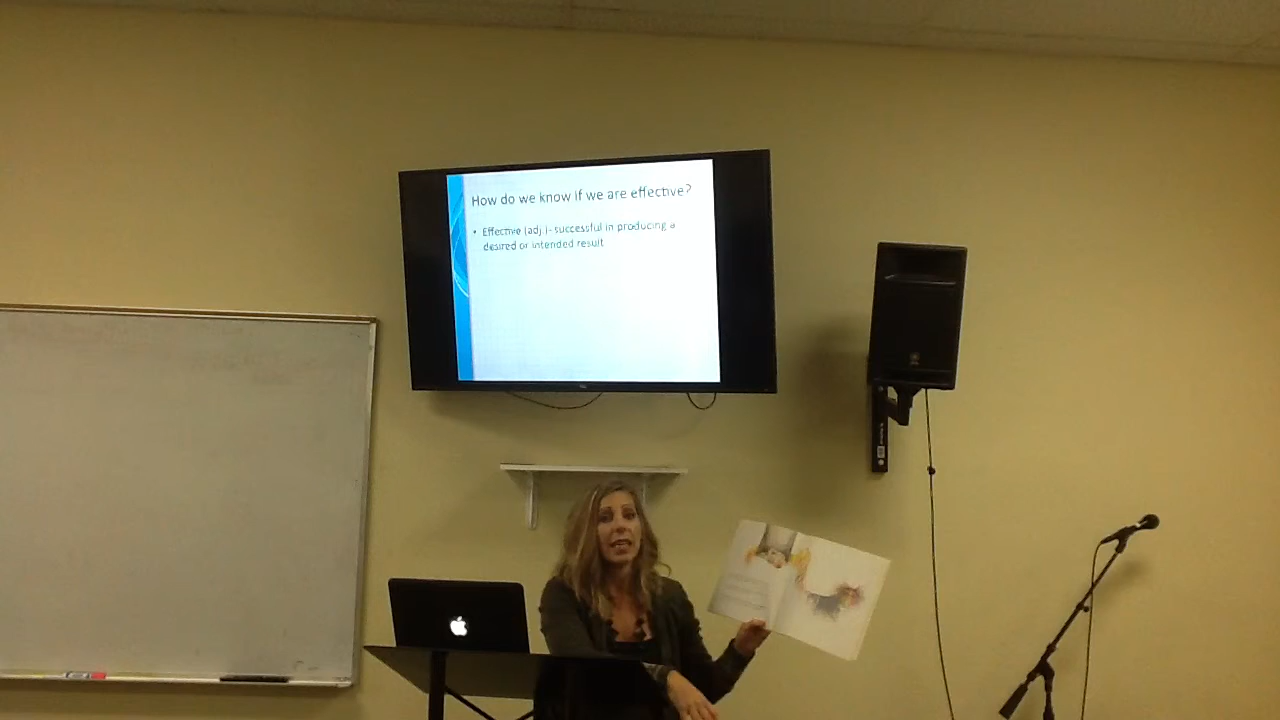 How do we know if we are effective?
• Effective (adj.)- successful in producing a
desired or intended result